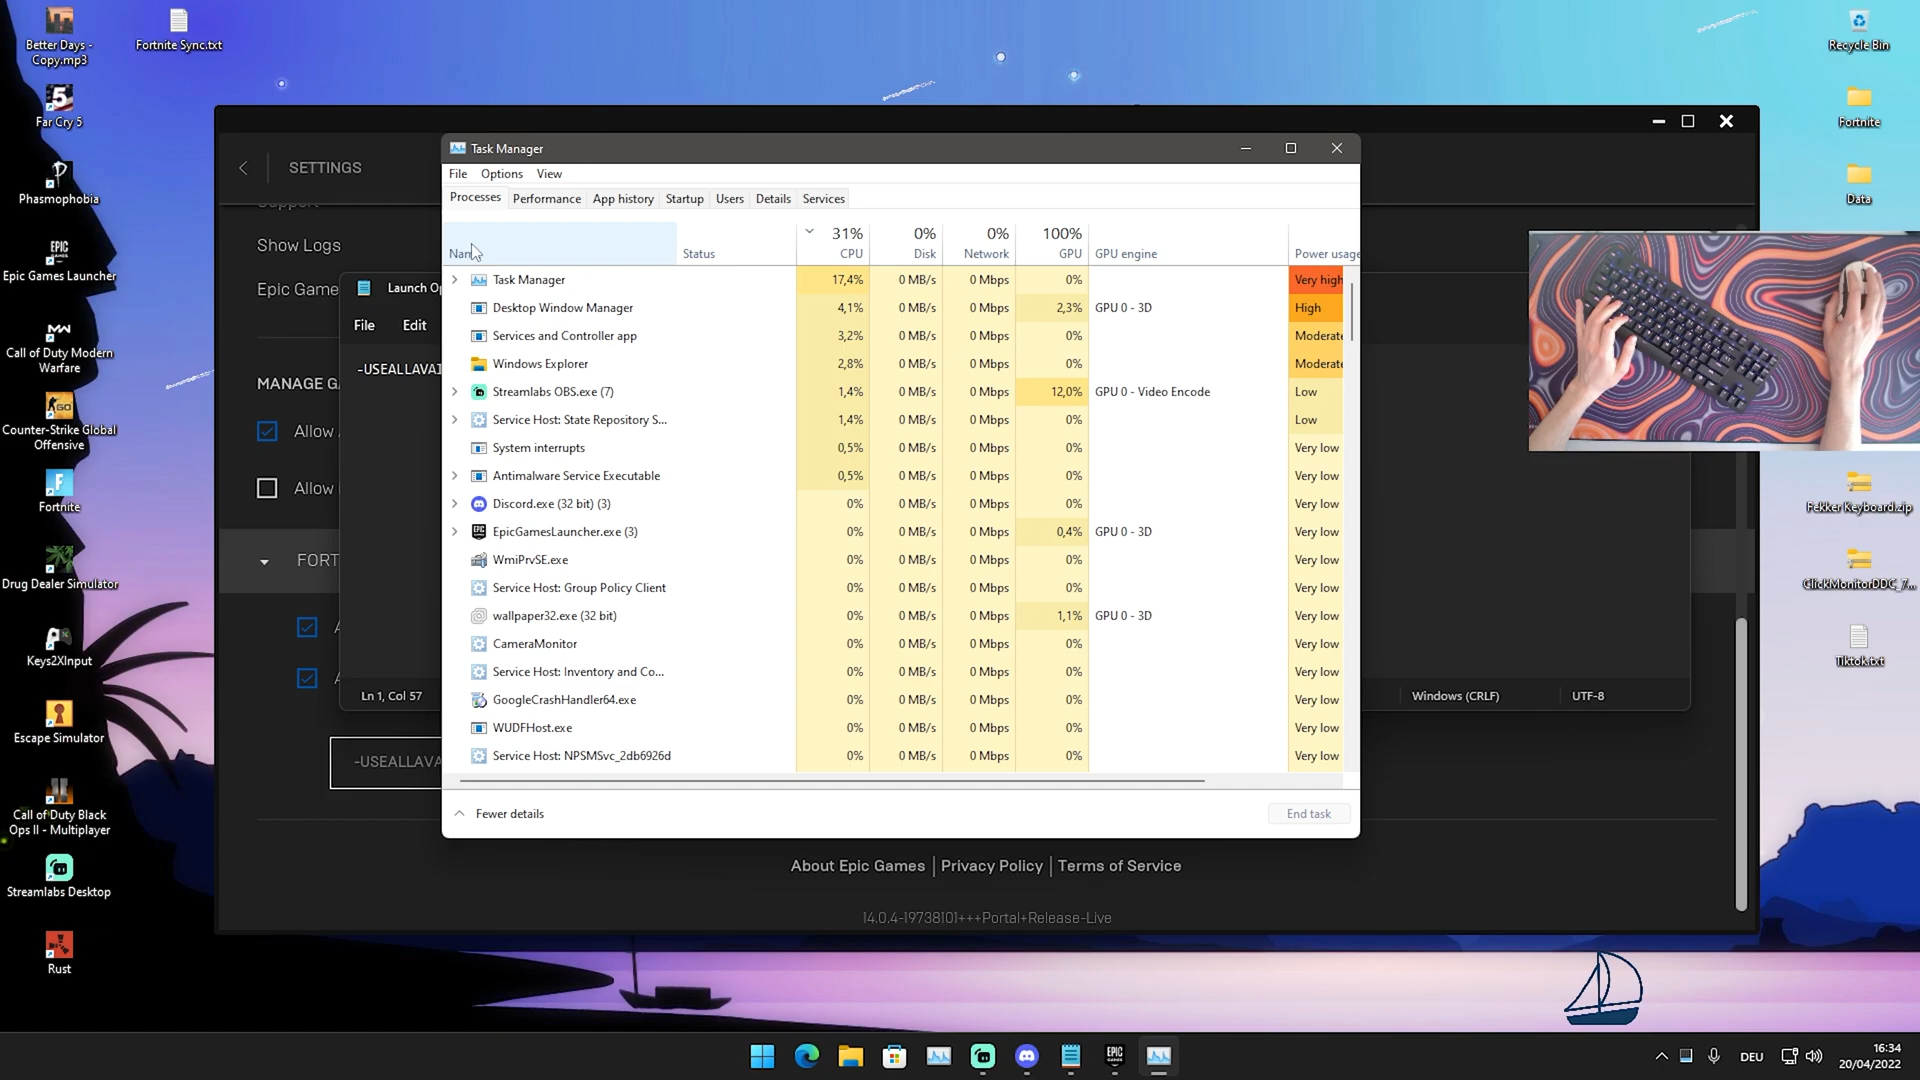 Better Days -
Copy.mp3
Fortnite Sync.txt
Far Cry 5
Phasmophobia
Epic Games Launcher
Call of Duty Modern
Warfare
Counter-Strike Global
Offensive
Fortnite
Drug Dealer Simulator
Keys2XInput
Escape Simulator
Call of Duty Black
Ops II - Multiplayer
Streamlabs Desktop
Rust
SETTINGS
Show Logs
Epic Game
MANAGE GA
Allow
Allow
FORT
-USEALLAVA
Launch Op
File Edit
-USEALLAVAI
Ln 1, Col 57
Windows (CRLF)
UTF-8
Task Manager
File Options View
Processes Performance App history Startup Users Details Services
31% 0% 0% 100%
Status CPU Disk Network GPU GPU engine Power usage
Task Manager 17,4% 0 MB/s 0 Mbps 0% Very high
Desktop Window Manager 4,1% 0 MB/s 0 Mbps 2,3% GPU 0 - 3D High
Services and Controller app 3,2% 0 MB/s 0 Mbps 0% Moderate
Windows Explorer 2,8% 0 MB/s 0 Mbps 0% Moderate
Streamlabs OBS.exe (7) 1,4% 0 MB/s 0 Mbps 12,0% GPU 0 - Video Encode Low
Service Host: State Repository S... 1,4% 0 MB/s 0 Mbps 0% Low
System interrupts 0,5% 0 MB/s 0 Mbps 0% Very low
Antimalware Service Executable 0,5% 0 MB/s 0 Mbps 0% Very low
Discord.exe (32 bit) (3) 0% 0 MB/s 0 Mbps 0% Very low
EpicGamesLauncher.exe (3) 0% 0 MB/s 0 Mbps 0,4% GPU 0 - 3D Very low
WmiPrvSE.exe 0% 0 MB/s 0 Mbps 0% Very low
Service Host: Group Policy Client 0% 0 MB/s 0 Mbps 0% Very low
wallpaper32.exe (32 bit) 0% 0 MB/s 0 Mbps 1,1% GPU 0 - 3D Very low
CameraMonitor 0% 0 MB/s 0 Mbps 0% Very low
Service Host: Inventory and Co... 0% 0 MB/s 0 Mbps 0% Very low
GoogleCrashHandler64.exe 0% 0 MB/s 0 Mbps 0% Very low
WUDFHost.exe 0% 0 MB/s 0 Mbps 0% Very low
Service Host: NPSMSvc_2db6926d 0% 0 MB/s 0 Mbps 0% Very low
Fewer details
End task
About Epic Games | Privacy Policy | Terms of Service
14.0.4-19738101+++Portal+Release-Live
Recycle Bin
Fortnite
Data
Fekker Keyboard.zip
ClickMonitorDDC_7...
Tiktok.txt
DEU
16:34
20/04/2022